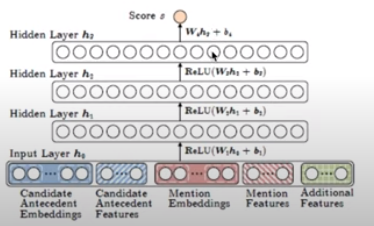 Score s
W₄h₃ + b₄
Hidden Layer h₃
ReLU(W₃h₂ + b₃)
Hidden Layer h₂
ReLU(W₂h₁ + b₂)
Hidden Layer h₁
ReLU(W₁h₀ + b₁)
Input Layer h₀
Candidate Antecedent Embeddings
Candidate Antecedent Features
Mention Embeddings
Mention Features
Additional Features